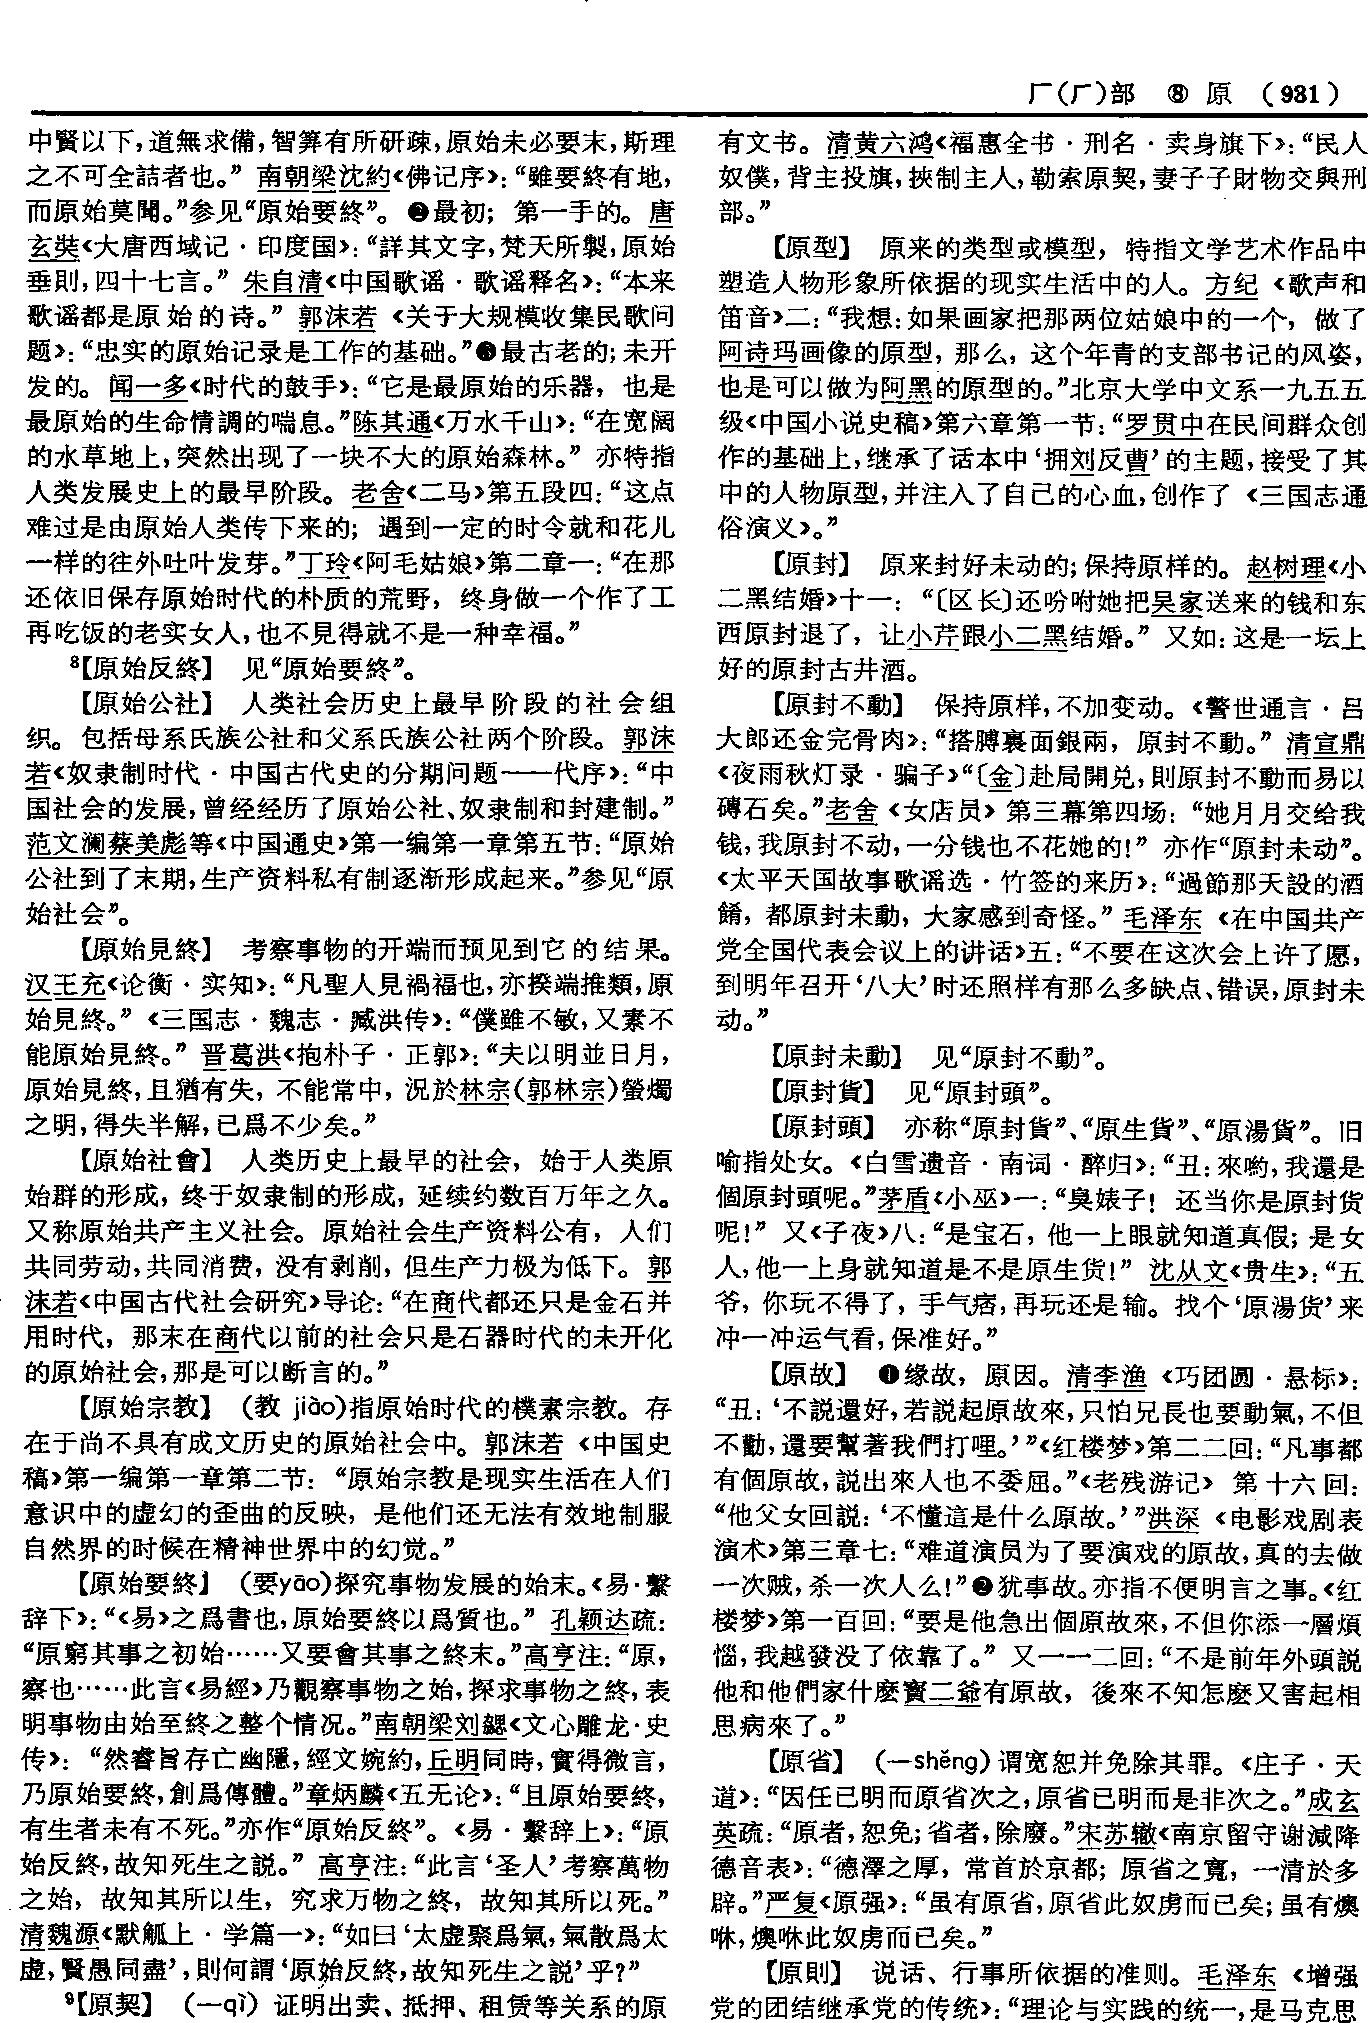 厂(厂)部 ⑧ 原 (931)
中賢以下,道無求備,智筭有所研疎,原始未必要末,斯理
之不可全詰者也。” 南朝梁沈約《佛记序》:“雖要終有地,
而原始莫聞。”参见“原始要終”。❷最初; 第一手的。唐
玄奘《大唐西域记·印度国》:“詳其文字,梵天所製,原始
垂則,四十七言。” 朱自清《中国歌谣·歌谣释名》:“本来
歌谣都是原始的诗。” 郭沫若《关于大规模收集民歌问
题》:“忠实的原始记录是工作的基础。”❸最古老的;未开
发的。闻一多《时代的鼓手》:“它是最原始的乐器, 也是
最原始的生命情調的喘息。”陈其通《万水千山》:“在宽阔
的水草地上,突然出现了一块不大的原始森林。” 亦特指
人类发展史上的最早阶段。老舍《二马》第五段四:“这点
难过是由原始人类传下来的; 遇到一定的时令就和花儿
一样的往外吐叶发芽。”丁玲《阿毛姑娘》第二章一:“在那
还依旧保存原始时代的朴质的荒野, 终身做一个作了工
再吃饭的老实女人,也不見得就不是一种幸福。”
8【原始反終】 见“原始要終”。
【原始公社】 人类社会历史上最早阶段的社会组
织。包括母系氏族公社和父系氏族公社两个阶段。郭沫
若《奴隶制时代·中国古代史的分期问题——代序》:“中
国社会的发展,曾经经历了原始公社、奴隶制和封建制。”
范文澜蔡美彪等《中国通史》第一编第一章第五节:“原始
公社到了末期,生产资料私有制逐渐形成起来。”参见“原
始社会”。
【原始見終】 考察事物的开端而预见到它的结果。
汉王充《论衡·实知》:“凡聖人見禍福也,亦揆端推類,原
始見終。” 《三国志·魏志·臧洪传》:“僕雖不敏,又素不
能原始見終。” 晋葛洪《抱朴子·正郭》:“夫以明並日月,
原始見終,且猶有失, 不能常中, 況於林宗(郭林宗)螢燭
之明,得失半解,已爲不少矣。”
【原始社會】 人类历史上最早的社会, 始于人类原
始群的形成, 终于奴隶制的形成, 延续约数百万年之久。
又称原始共产主义社会。原始社会生产资料公有, 人们
共同劳动,共同消费, 没有剥削, 但生产力极为低下。郭
沫若《中国古代社会研究》导论:“在商代都还只是金石并
用时代, 那末在商代以前的社会只是石器时代的未开化
的原始社会,那是可以断言的。”
【原始宗教】 (教 jiào)指原始时代的樸素宗教。存
在于尚不具有成文历史的原始社会中。郭沫若《中国史
稿》第一编第一章第二节: “原始宗教是现实生活在人们
意识中的虚幻的歪曲的反映, 是他们还无法有效地制服
自然界的时候在精神世界中的幻觉。”
【原始要終】 (要yāo)探究事物发展的始末。《易·繫
辞下》:“《易》之爲書也,原始要終以爲質也。” 孔颖达疏:
“原窮其事之初始……又要會其事之終末。”高亨注:“原,
察也……此言《易經》乃觀察事物之始,探求事物之終,表
明事物由始至終之整个情况。”南朝梁刘勰《文心雕龙·史
传》: “然睿旨存亡幽隱,經文婉約,丘明同時,實得微言,
乃原始要終,創爲傳體。”章炳麟《五无论》:“且原始要終,
有生者未有不死。”亦作“原始反終”。《易·繫辞上》:“原
始反終,故知死生之説。” 高亨注:“此言‘圣人’考察萬物
之始, 故知其所以生, 究求万物之終, 故知其所以死。”
清魏源《默觚上·学篇一》:“如曰‘太虚聚爲氣,氣散爲太
虚,賢愚同盡’,則何謂‘原始反終,故知死生之説’乎?”
9【原契】 (—qì) 证明出卖、抵押、租赁等关系的原
有文书。清黄六鸿《福惠全书·刑名·卖身旗下》:“民人
奴僕,背主投旗,挾制主人,勒索原契,妻子子財物交與刑
部。”
【原型】 原来的类型或模型, 特指文学艺术作品中
塑造人物形象所依据的现实生活中的人。方纪《歌声和
笛音》二:“我想:如果画家把那两位姑娘中的一个, 做了
阿诗玛画像的原型, 那么, 这个年青的支部书记的风姿,
也是可以做为阿黑的原型的。”北京大学中文系一九五五
级《中国小说史稿》第六章第一节:“罗贯中在民间群众创
作的基础上,继承了话本中‘拥刘反曹’的主题,接受了其
中的人物原型,并注入了自己的心血,创作了《三国志通
俗演义》。”
【原封】 原来封好未动的;保持原样的。赵树理《小
二黑结婚》十一: “〔区长〕还吩咐她把吴家送来的钱和东
西原封退了, 让小芹跟小二黑结婚。” 又如:这是一坛上
好的原封古井酒。
【原封不動】 保持原样,不加变动。《警世通言·吕
大郎还金完骨肉》:“搭膊裏面銀兩, 原封不動。” 清宣鼎
《夜雨秋灯录·骗子》“〔金〕赴局開兑,則原封不動而易以
磚石矣。”老舍《女店员》第三幕第四场: “她月月交给我
钱,我原封不动,一分钱也不花她的!” 亦作“原封未动”。
《太平天国故事歌谣选·竹签的来历》:“過節那天設的酒
餚, 都原封未動, 大家感到奇怪。” 毛泽东《在中国共产
党全国代表会议上的讲话》五:“不要在这次会上许了愿,
到明年召开‘八大’时还照样有那么多缺点、错误,原封未
动。”
【原封未動】 见“原封不動”。
【原封貨】 见“原封頭”。
【原封頭】 亦称“原封貨”、“原生貨”、“原湯貨”。旧
喻指处女。《白雪遗音·南词·醉归》:“丑:來喲,我還是
個原封頭呢。”茅盾《小巫》一:“臭婊子! 还当你是原封货
呢!” 又《子夜》八:“是宝石, 他一上眼就知道真假; 是女
人,他一上身就知道是不是原生货!” 沈从文《贵生》:“五
爷, 你玩不得了, 手气痞,再玩还是输。找个‘原湯貨’来
冲一冲运气看,保准好。”
【原故】 ❶缘故, 原因。清李渔《巧团圆·悬标》:
“丑:‘不説還好,若説起原故來,只怕兄長也要動氣,不但
不勸,還要幫著我們打哩。’”《红楼梦》第二二回:“凡事都
有個原故,説出來人也不委屈。”《老残游记》 第十六回:
“他父女回説:‘不懂這是什么原故。’”洪深《电影戏剧表
演术》第三章七:“难道演员为了要演戏的原故,真的去做
一次贼,杀一次人么!”❷犹事故。亦指不便明言之事。《红
楼梦》第一百回:“要是他急出個原故來,不但你添一層煩
惱,我越發没了依靠了。” 又一一二回:“不是前年外頭説
他和他們家什麽寳二爺有原故, 後來不知怎麽又害起相
思病來了。”
【原省】 (—shěng)谓宽恕并免除其罪。《庄子·天
道》:“因任已明而原省次之,原省已明而是非次之。”成玄
英疏:“原者,恕免;省者,除廢。”宋苏辙《南京留守谢減降
德音表》:“德澤之厚, 常首於京都; 原省之寬, 一清於多
辟。”严复《原强》:“虽有原省,原省此奴虏而已矣;虽有燠
咻,燠咻此奴虏而已矣。”
【原則】 说话、行事所依据的准则。毛泽东《增强
党的团结继承党的传统》:“理论与实践的统一,是马克思